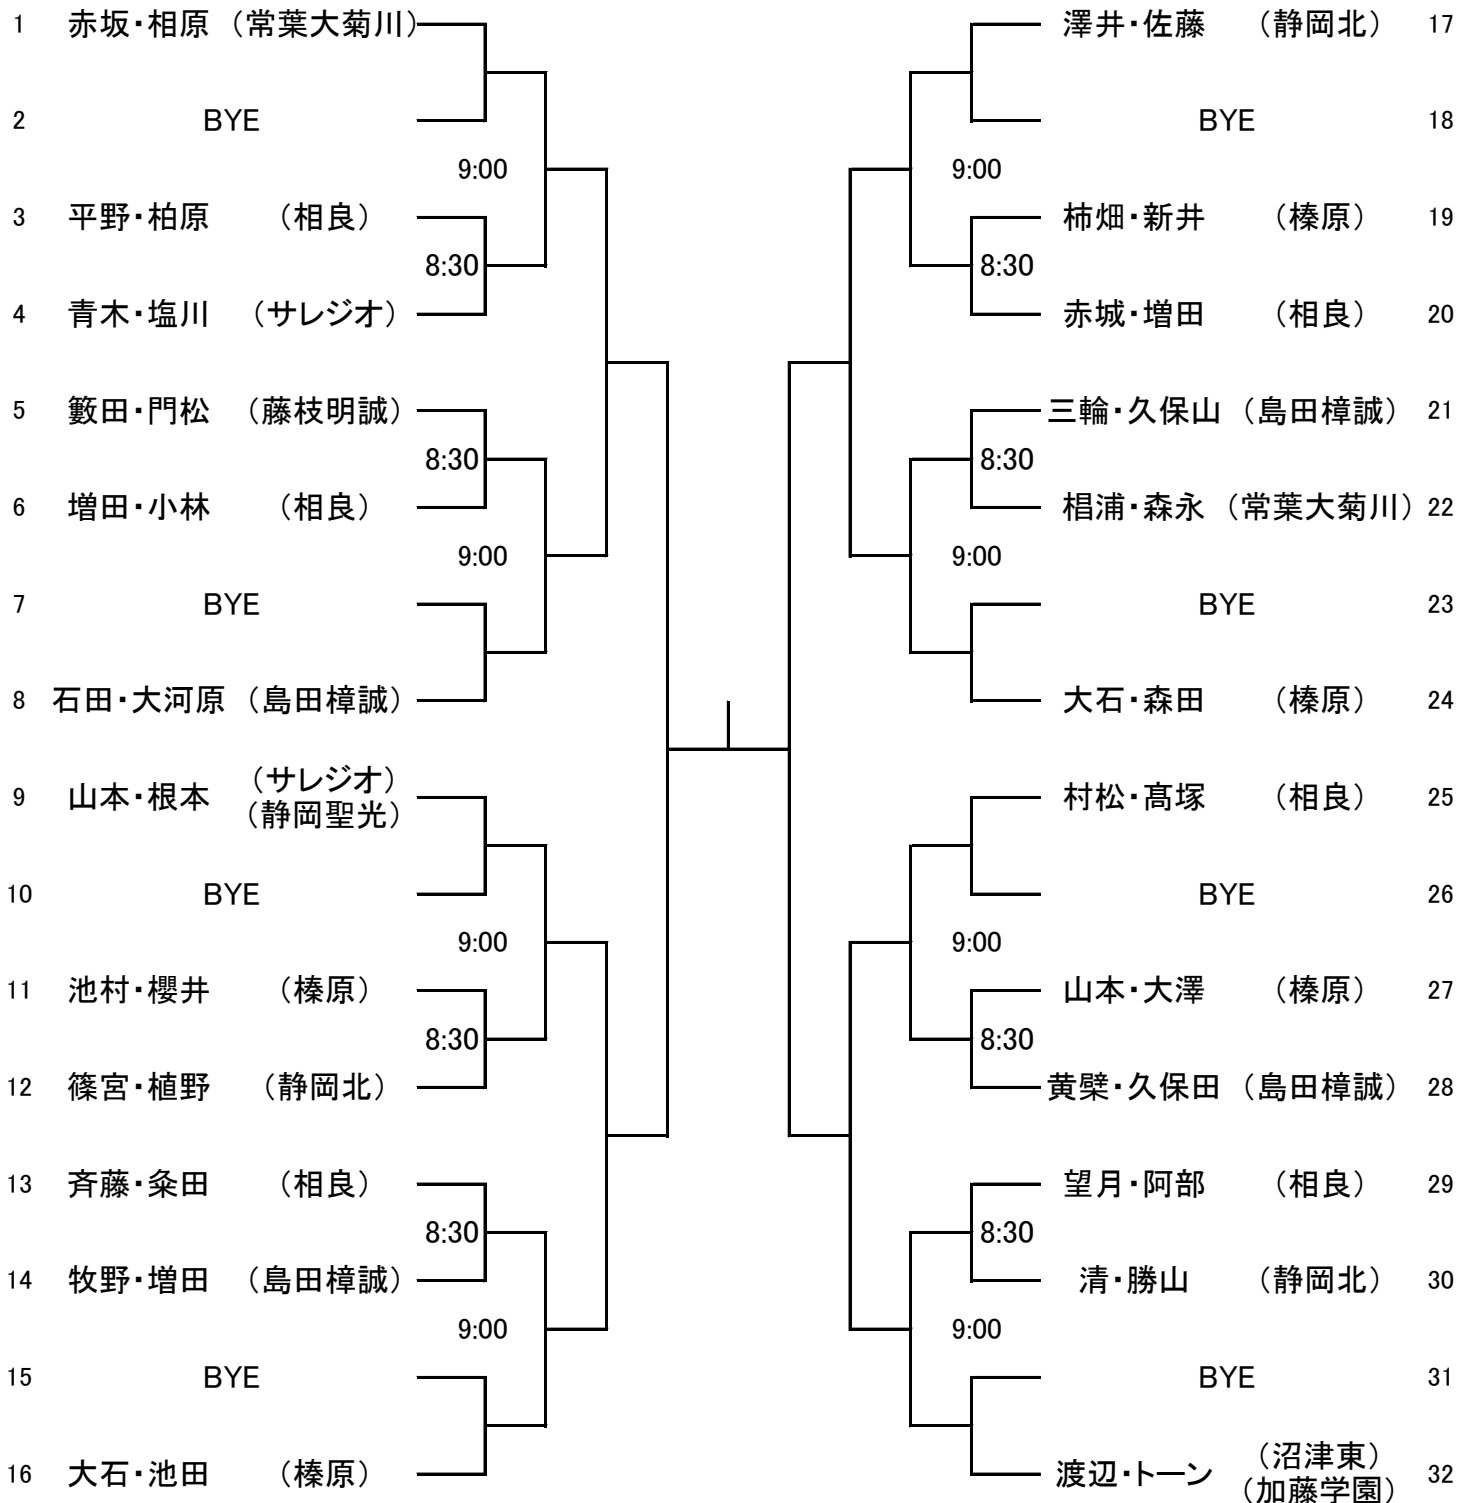 1 赤坂・相原 （常葉大菊川）
2 BYE
9:00
3 平野・柏原 （相良）
8:30
4 青木・塩川 （サレジオ）
5 籔田・門松 （藤枝明誠）
8:30
6 増田・小林 （相良）
9:00
7 BYE
8 石田・大河原 （島田樟誠）
9 山本・根本 （サレジオ）
（静岡聖光）
10 BYE
9:00
11 池村・櫻井 （榛原）
8:30
12 篠宮・植野 （静岡北）
13 斉藤・粂田 （相良）
8:30
14 牧野・増田 （島田樟誠）
9:00
15 BYE
16 大石・池田 （榛原）
澤井・佐藤 （静岡北） 17
BYE 18
9:00
柿畑・新井 （榛原） 19
8:30
赤城・増田 （相良） 20
三輪・久保山 （島田樟誠） 21
8:30
椙浦・森永 （常葉大菊川） 22
9:00
BYE 23
大石・森田 （榛原） 24
村松・髙塚 （相良） 25
BYE 26
9:00
山本・大澤 （榛原） 27
8:30
黄檗・久保田 （島田樟誠） 28
望月・阿部 （相良） 29
8:30
清・勝山 （静岡北） 30
9:00
BYE 31
渡辺・トーン （沼津東） 32
（加藤学園）